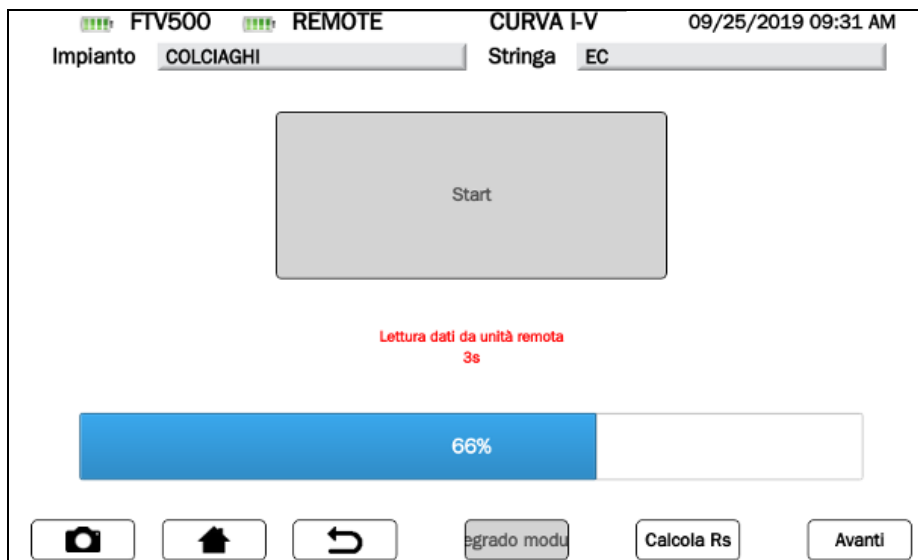 FTV500 REMOTE CURVA I-V 09/25/2019 09:31 AM
Impianto COLCIAGHI Stringa EC
Start
Lettura dati da unità remota
3s
66%
egrado modu Calcola Rs Avanti